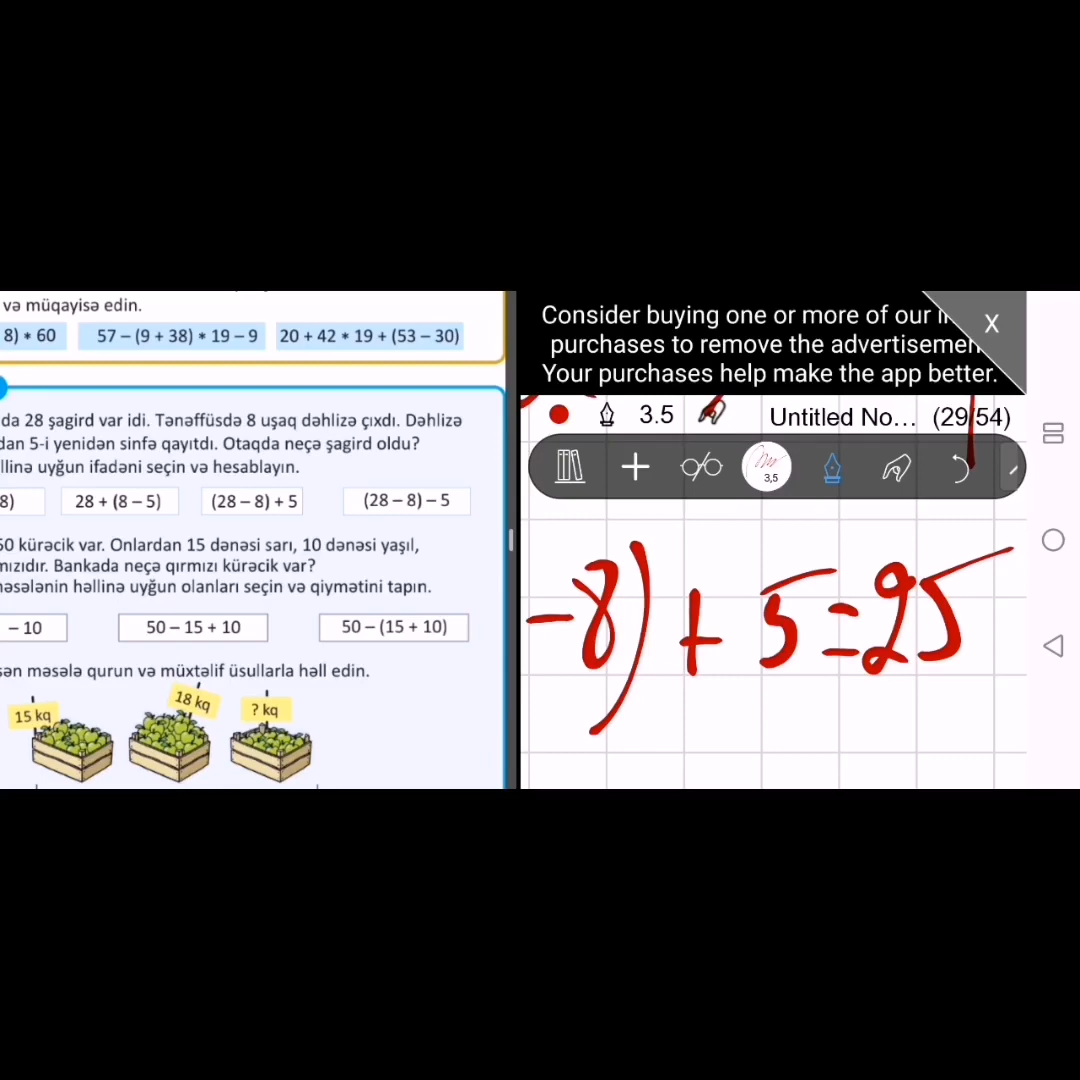 və müqayisə edin.
8) * 60
57 – (9 + 38) * 19 – 9
20 + 42 * 19 + (53 – 30)
da 28 şagird var idi. Tənəffüsdə 8 uşaq dəhlizə çıxdı. Dəhlizə
dan 5-i yenidən sinfə qayıtdı. Otaqda neçə şagird oldu?
llinə uyğun ifadəni seçin və hesablayın.
8)
28 + (8 – 5)
(28 – 8) + 5
(28 – 8) – 5
50 kürəcik var. Onlardan 15 dənəsi sarı, 10 dənəsi yaşıl,
mızıdır. Bankada neçə qırmızı kürəcik var?
əsələnin həllinə uyğun olanları seçin və qiymətini tapın.
– 10
50 – 15 + 10
50 – (15 + 10)
sən məsələ qurun və müxtəlif üsullarla həll edin.
15 kq
18 kq
? kq
Consider buying one or more of our in
X
purchases to remove the advertisemen
Your purchases help make the app better.
3.5
Untitled No... (29/54)
3,5
-8) + 5 = 25